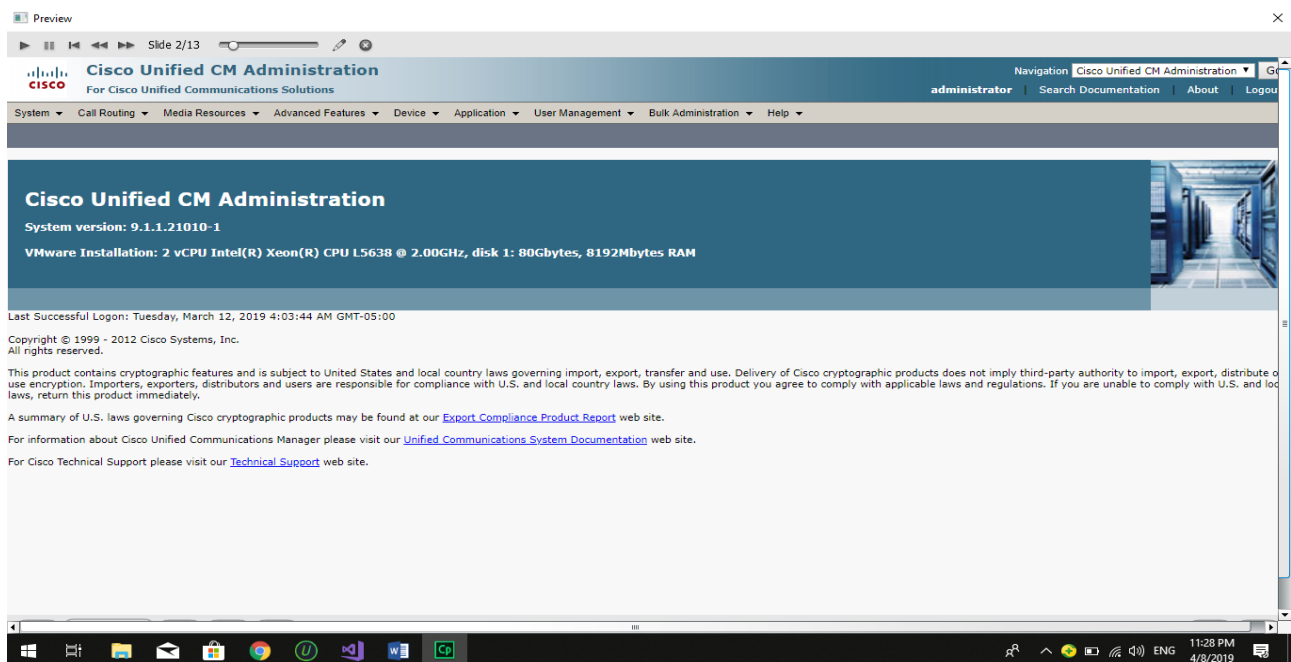 Preview
Slide 2/13
CISCO
Cisco Unified CM Administration
For Cisco Unified Communications Solutions
Navigation Cisco Unified CM Administration Go
administrator Search Documentation About Logou
System Call Routing Media Resources Advanced Features Device Application User Management Bulk Administration Help
Cisco Unified CM Administration
System version: 9.1.1.21010-1
VMware Installation: 2 vCPU Intel(R) Xeon(R) CPU L5638 @ 2.00GHz, disk 1: 80Gbytes, 8192Mbytes RAM
Last Successful Logon: Tuesday, March 12, 2019 4:03:44 AM GMT-05:00
Copyright © 1999 - 2012 Cisco Systems, Inc.
All rights reserved.
This product contains cryptographic features and is subject to United States and local country laws governing import, export, transfer and use. Delivery of Cisco cryptographic products does not imply third-party authority to import, export, distribute o
use encryption. Importers, exporters, distributors and users are responsible for compliance with U.S. and local country laws. By using this product you agree to comply with applicable laws and regulations. If you are unable to comply with U.S. and loc
laws, return this product immediately.
A summary of U.S. laws governing Cisco cryptographic products may be found at our Export Compliance Product Report web site.
For information about Cisco Unified Communications Manager please visit our Unified Communications System Documentation web site.
For Cisco Technical Support please visit our Technical Support web site.
ENG
11:28 PM
4/8/2019